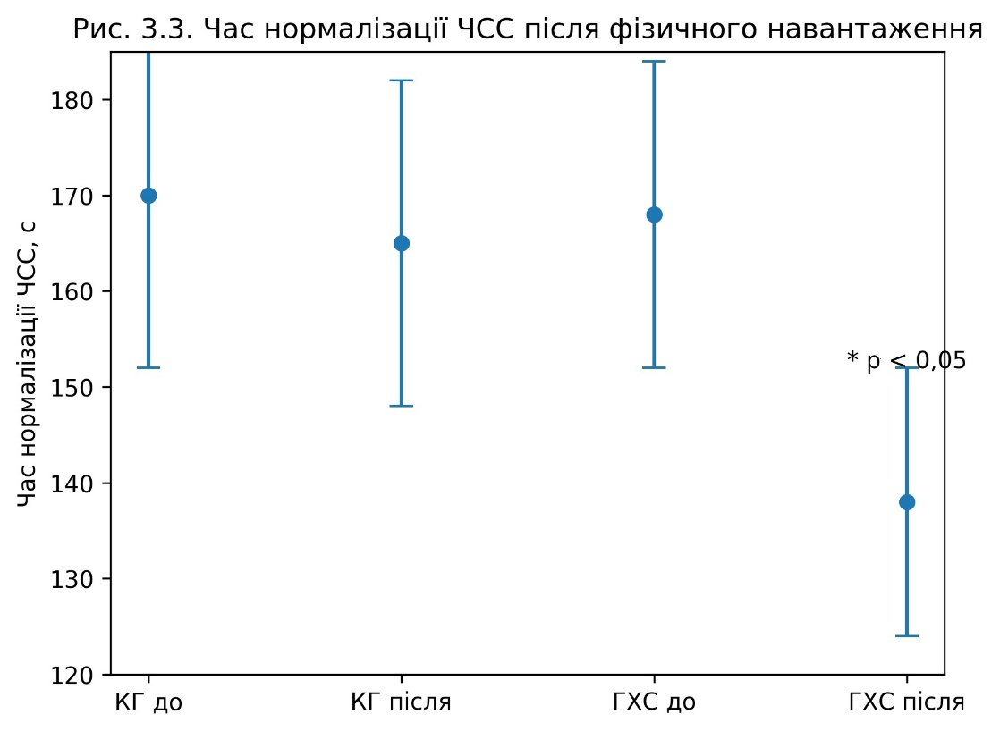 Рис. 3.3. Час нормалізації ЧСС після фізичного навантаження
Час нормалізації ЧСС, с
180
170
160
150
140
130
120
* p < 0,05
КГ до
КГ після
ГХС до
ГХС після